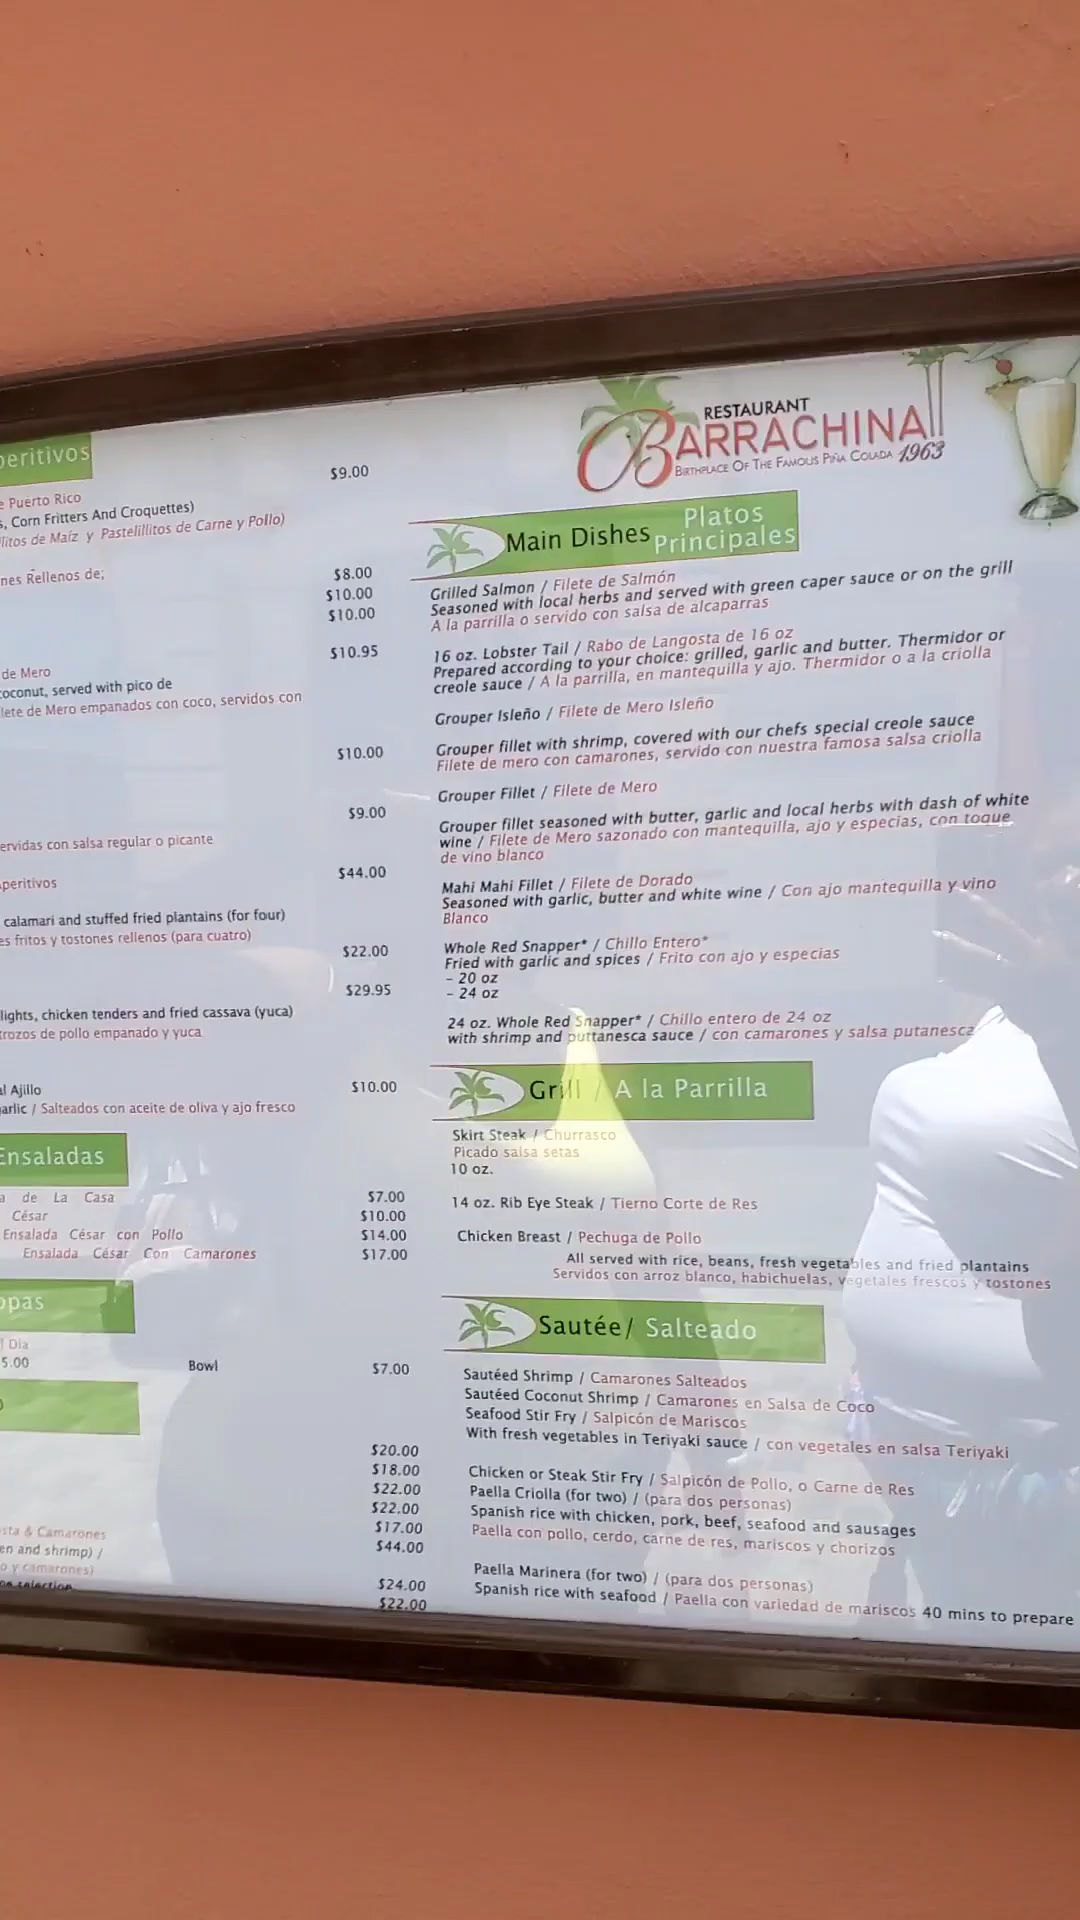 peritivos
$9.00
e Puerto Rico
s, Corn Fritters And Croquettes)
litos de Maíz y Pastelillitos de Carne y Pollo)
nes Rellenos de;
$8.00
$10.00
$10.00
$10.95
de Mero
coconut, served with pico de
lete de Mero empanados con coco, servidos con
$10.00
$9.00
ervidas con salsa regular o picante
$44.00
Aperitivos
calamari and stuffed fried plantains (for four)
es fritos y tostones rellenos (para cuatro)
$22.00
$29.95
lights, chicken tenders and fried cassava (yuca)
trozos de pollo empanado y yuca
al Ajillo $10.00
arlic / Salteados con aceite de oliva y ajo fresco
Ensaladas
a de La Casa $7.00
César $10.00
Ensalada César con Pollo $14.00
Ensalada César Con Camarones $17.00
opas
l Dia
5.00 Bowl $7.00
$20.00
$18.00
$22.00
$22.00
$17.00
$44.00
sta & Camarones
en and shrimp) /
o y camarones)
$24.00
$22.00
RESTAURANT
BARRACHINA
BIRTHPLACE OF THE FAMOUS PIÑA COLADA 1963
Main Dishes Platos Principales
Grilled Salmon / Filete de Salmón
Seasoned with local herbs and served with green caper sauce or on the grill
A la parrilla o servido con salsa de alcaparras
16 oz. Lobster Tail / Rabo de Langosta de 16 oz
Prepared according to your choice: grilled, garlic and butter. Thermidor or
creole sauce / A la parrilla, en mantequilla y ajo. Thermidor o a la criolla
Grouper Isleño / Filete de Mero Isleño
Grouper fillet with shrimp, covered with our chefs special creole sauce
Filete de mero con camarones, servido con nuestra famosa salsa criolla
Grouper Fillet / Filete de Mero
Grouper fillet seasoned with butter, garlic and local herbs with dash of white
wine / Filete de Mero sazonado con mantequilla, ajo y especias, con toque
de vino blanco
Mahi Mahi Fillet / Filete de Dorado
Seasoned with garlic, butter and white wine / Con ajo mantequilla y vino
Blanco
Whole Red Snapper* / Chillo Entero*
Fried with garlic and spices / Frito con ajo y especias
- 20 oz
- 24 oz
24 oz. Whole Red Snapper* / Chillo entero de 24 oz
with shrimp and puttanesca sauce / con camarones y salsa putanesca
Grill / A la Parrilla
Skirt Steak / Churrasco
Picado salsa setas
10 oz.
14 oz. Rib Eye Steak / Tierno Corte de Res
Chicken Breast / Pechuga de Pollo
All served with rice, beans, fresh vegetables and fried plantains
Servidos con arroz blanco, habichuelas, vegetales frescos y tostones
Sautée/ Salteado
Sautéed Shrimp / Camarones Salteados
Sautéed Coconut Shrimp / Camarones en Salsa de Coco
Seafood Stir Fry / Salpicón de Mariscos
With fresh vegetables in Teriyaki sauce / con vegetales en salsa Teriyaki
Chicken or Steak Stir Fry / Salpicón de Pollo, o Carne de Res
Paella Criolla (for two) / (para dos personas)
Spanish rice with chicken, pork, beef, seafood and sausages
Paella con pollo, cerdo, carne de res, mariscos y chorizos
Paella Marinera (for two) / (para dos personas)
Spanish rice with seafood / Paella con variedad de mariscos 40 mins to prepare